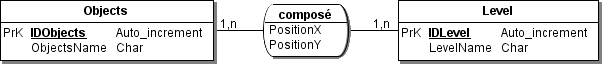 Objects
PrK IDObjects Auto_increment
ObjectsName Char
1,n
composé
PositionX
PositionY
1,n
Level
PrK IDLevel Auto_increment
LevelName Char